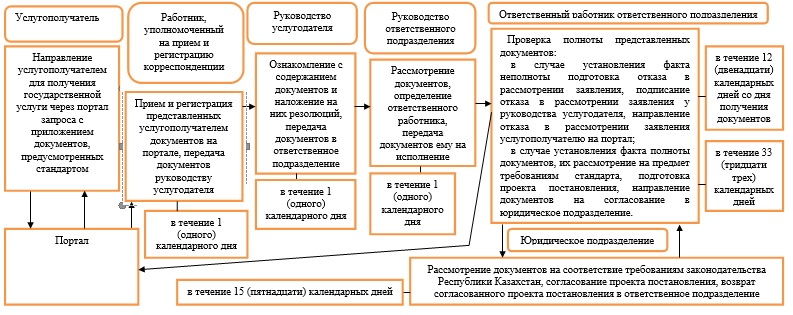 Услугополучатель
Направление
услугополучателем
для получения
государственной
услуги через портал
запроса с
приложением
документов,
предусмотренных
стандартом
Портал
Работник,
уполномоченный
на прием и
регистрацию
корреспонденции
Прием и регистрация
представленных
услугополучателем
документов на
портале, передача
документов
руководству
услугодателя
в течение 1
(одного)
календарного дня
Руководство
услугодателя
Ознакомление с
содержанием
документов и
наложение на
них резолюций,
передача
документов в
ответственное
подразделение
в течение 1
(одного)
календарного дня
Руководство
ответственного
подразделения
Рассмотрение
документов,
определение
ответственного
работника,
передача
документов ему на
исполнение
в течение 1
(одного)
календарного
дня
Ответственный работник ответственного подразделения
Проверка полноты представленных
документов:
в случае установления факта
неполноты подготовка отказа в
рассмотрении заявления, подписание
отказа в рассмотрении заявления у
руководства услугодателя, направление
отказа в рассмотрении заявления
услугополучателю на портал;
в случае установления факта полноты
документов, их рассмотрение на предмет
требованиям стандарта, подготовка
проекта постановления, направление
документов на согласование в
юридическое подразделение.
в течение 12
(двенадцати)
календарных
дней со дня
получения
документов
в течение 33
(тридцати
трех)
календарных
дней
Юридическое подразделение
Рассмотрение документов на соответствие требованиям законодательства
Республики Казахстан, согласование проекта постановления, возврат
согласованного проекта постановления в ответственное подразделение
в течение 15 (пятнадцати) календарных дней